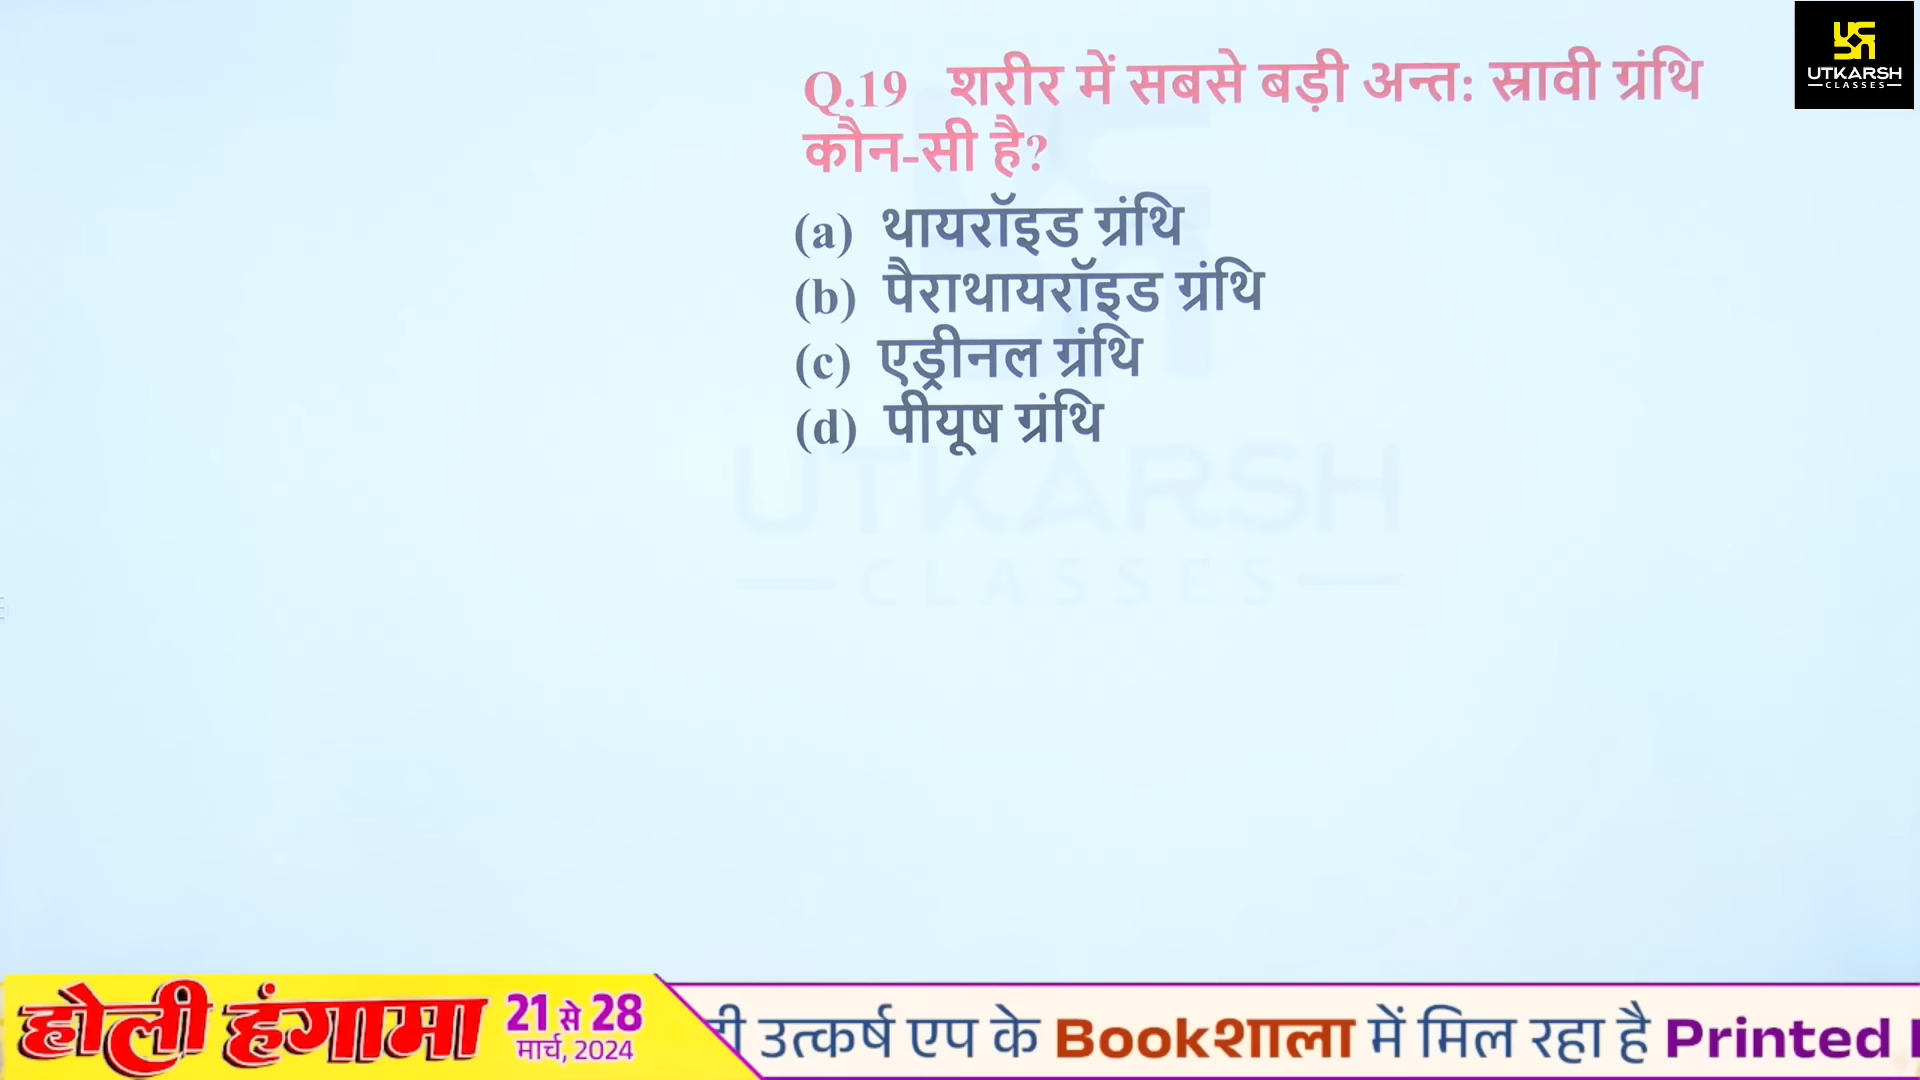 UTKARSH
CLASSES
Q.19 शरीर में सबसे बड़ी अन्त: स्रावी ग्रंथि
कौन-सी है?
(a) थायरॉइड ग्रंथि
(b) पैराथायरॉइड ग्रंथि
(c) एड्रीनल ग्रंथि
(d) पीयूष ग्रंथि
UTKARSH
CLASSES
होली हंगामा
21 से 28
मार्च, 2024
उत्कर्ष एप के Bookशाला में मिल रहा है Printed